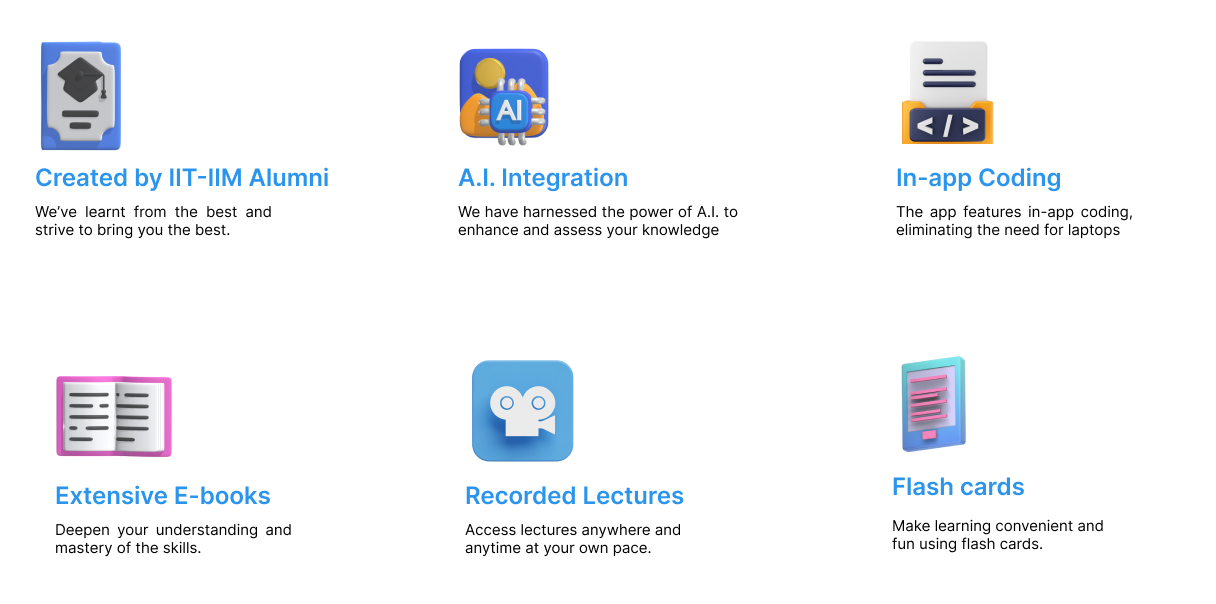 AI
</>
Created by IIT-IIM Alumni
We’ve learnt from the best and
strive to bring you the best.
A.I. Integration
We have harnessed the power of A.I. to
enhance and assess your knowledge
In-app Coding
The app features in-app coding,
eliminating the need for laptops
Extensive E-books
Deepen your understanding and
mastery of the skills.
Recorded Lectures
Access lectures anywhere and
anytime at your own pace.
Flash cards
Make learning convenient and
fun using flash cards.